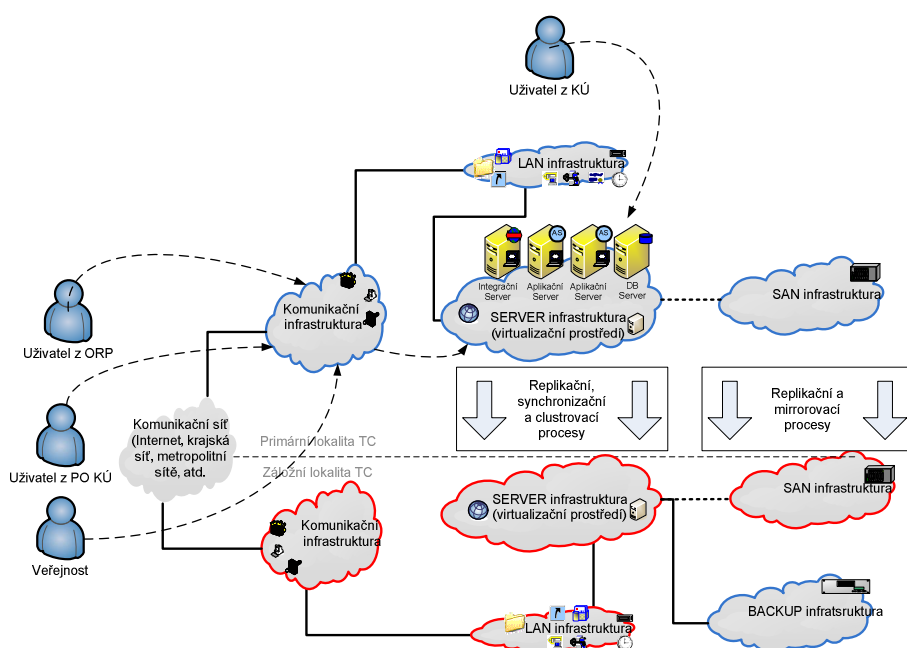 Uživatel z KÚ
LAN infrastruktura
AS
AS
Integrační
Server
Aplikační
Server
Aplikační
Server
DB
Server
SERVER infrastruktura
(virtualizační prostředí)
SAN infrastruktura
Komunikační
infrastruktura
Uživatel z ORP
Replikační,
synchronizační
a clustrovací
procesy
Replikační a
mirrorovací
procesy
Komunikační síť
(Internet, krajská
síť, metropolitní
sítě, atd.
Primární lokalita TC
Uživatel z PO KÚ
Záložní lokalita TC
SERVER infrastruktura
(virtualizační prostředí)
SAN infrastruktura
Komunikační
infrastruktura
Veřejnost
BACKUP infratsruktura
LAN infrastruktura